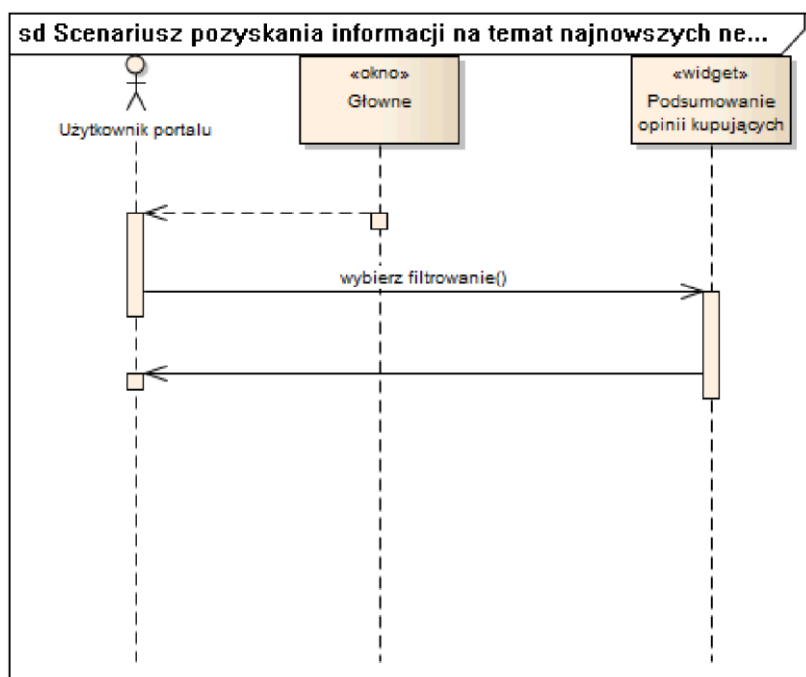 sd Scenariusz pozyskania informacji na temat najnowszych ne...
«okno»
Głowne
«widget»
Podsumowanie
opinii kupujących
Użytkownik portalu
wybierz filtrowanie()